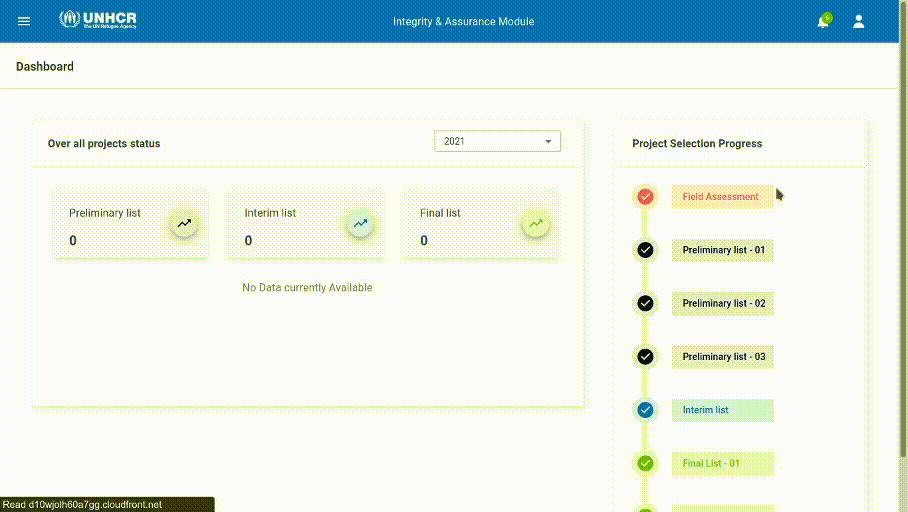 UNHCR
The UN Refugee Agency
Integrity & Assurance Module
Dashboard
Over all projects status
2021
Preliminary list
0
Interim list
0
Final list
0
No Data currently Available
Project Selection Progress
Field Assessment
Preliminary list - 01
Preliminary list - 02
Preliminary list - 03
Interim list
Final List - 01
Read d10wjolh60a7gg.cloudfront.net